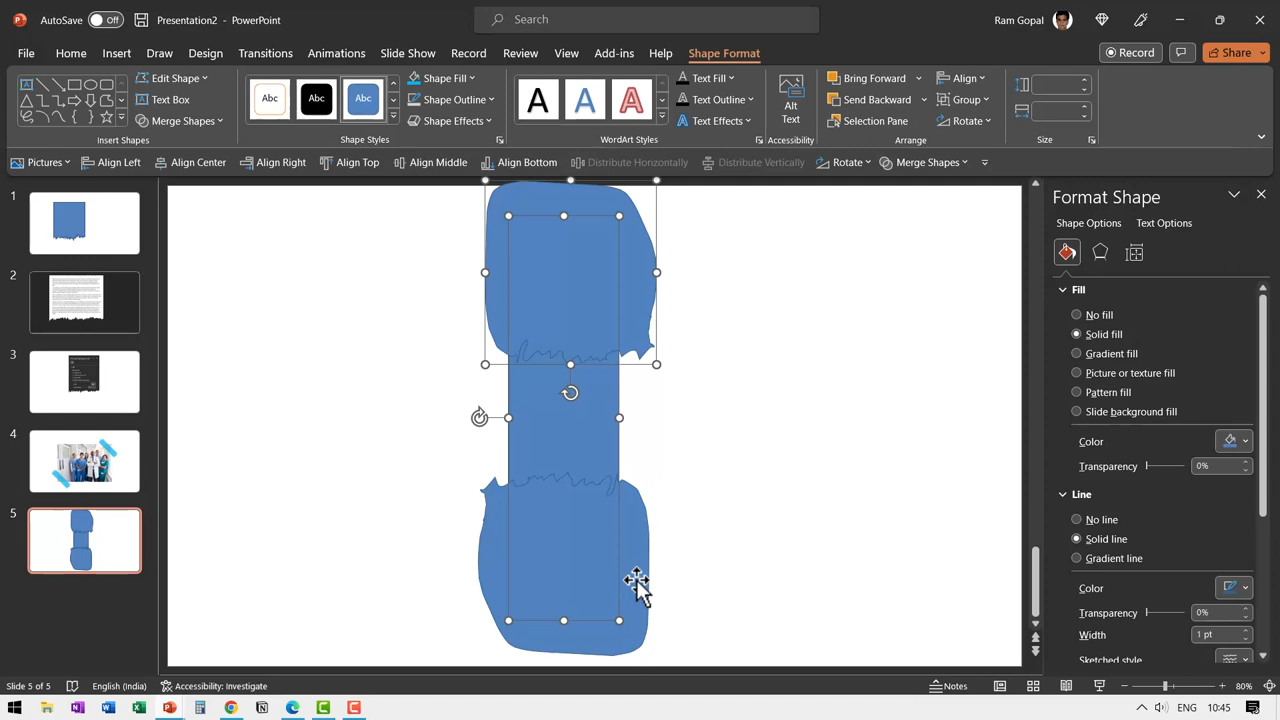 AutoSave Off Presentation2 - PowerPoint Search Ram Gopal
File Home Insert Draw Design Transitions Animations Slide Show Record Review View Add-ins Help Shape Format Record Share
Edit Shape Text Box Merge Shapes
Insert Shapes
Abc Abc Abc
Shape Fill Shape Outline Shape Effects
Shape Styles
A A A
Text Fill Text Outline Text Effects
WordArt Styles
Alt Text
Accessibility
Bring Forward Send Backward Selection Pane Align Group Rotate
Arrange
Size
Pictures Align Left Align Center Align Right Align Top Align Middle Align Bottom Distribute Horizontally Distribute Vertically Rotate Merge Shapes
1
2
3
4
5
Format Shape
Shape Options Text Options
Fill
No fill
Solid fill
Gradient fill
Picture or texture fill
Pattern fill
Slide background fill
Color
Transparency 0%
Line
No line
Solid line
Gradient line
Color
Transparency 0%
Width 1 pt
Sketched style
Slide 5 of 5 English (India) Accessibility: Investigate Notes 80%
ENG 10:45